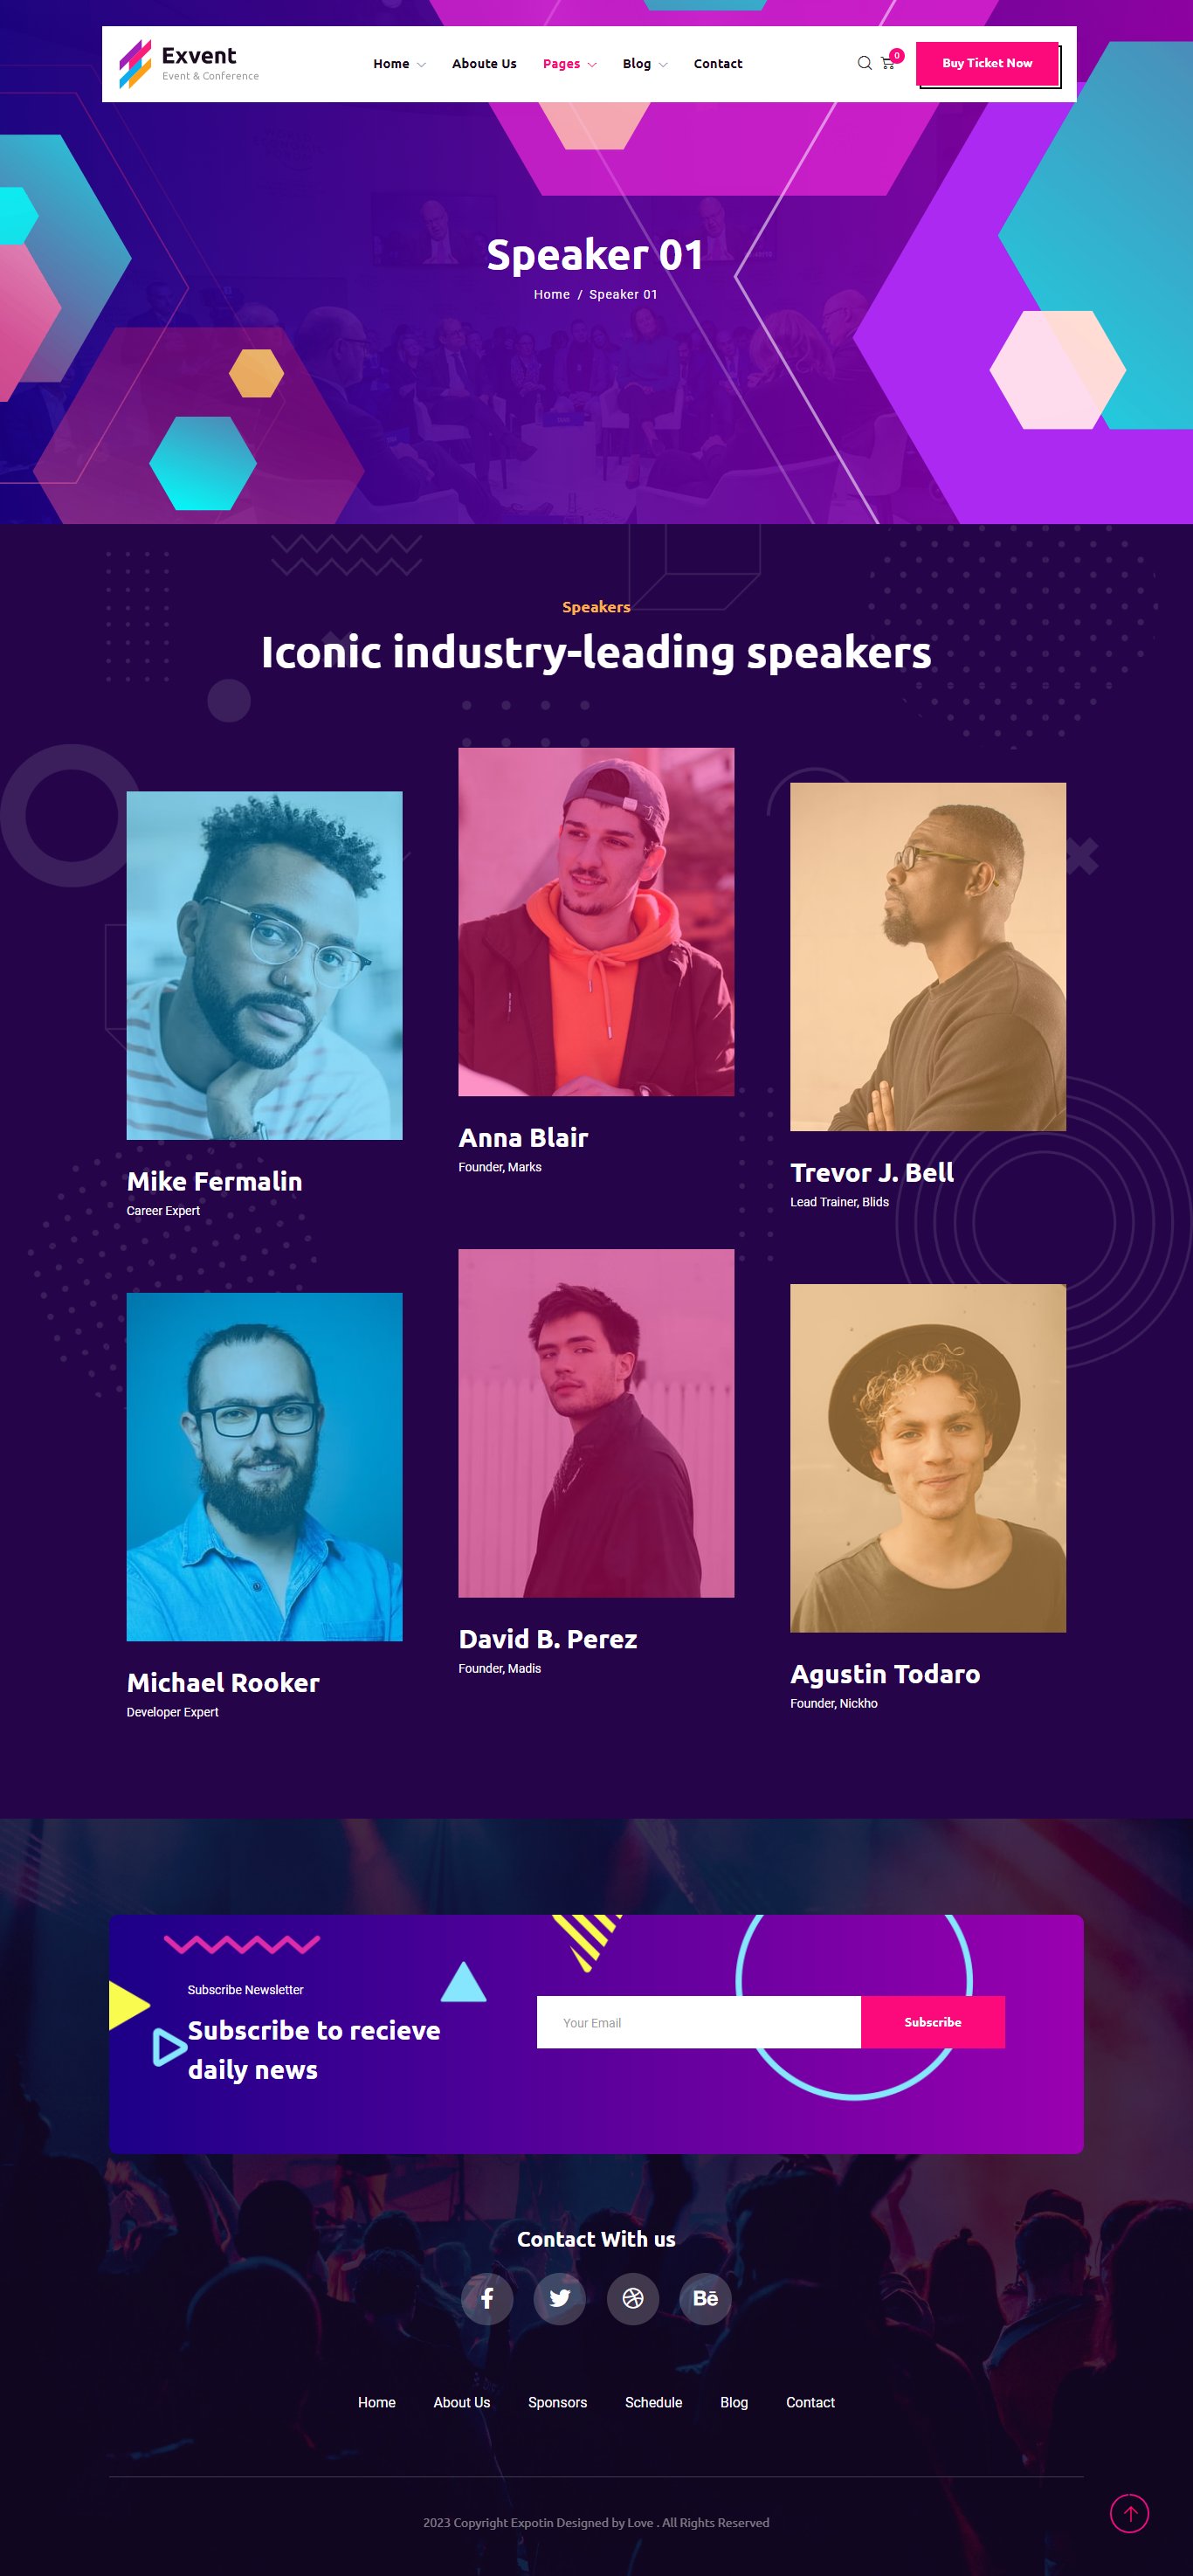 Exvent
Event & Conference
Home
Aboute Us
Pages
Blog
Contact
0
Buy Ticket Now
Speaker 01
Home / Speaker 01
Speakers
Iconic industry-leading speakers
Mike Fermalin
Career Expert
Anna Blair
Founder, Marks
Trevor J. Bell
Lead Trainer, Blids
Michael Rooker
Developer Expert
David B. Perez
Founder, Madis
Agustin Todaro
Founder, Nickho
Subscribe Newsletter
Subscribe to recieve
daily news
Your Email
Subscribe
Contact With us
Bē
Home
About Us
Sponsors
Schedule
Blog
Contact
2023 Copyright Expotin Designed by Love . All Rights Reserved